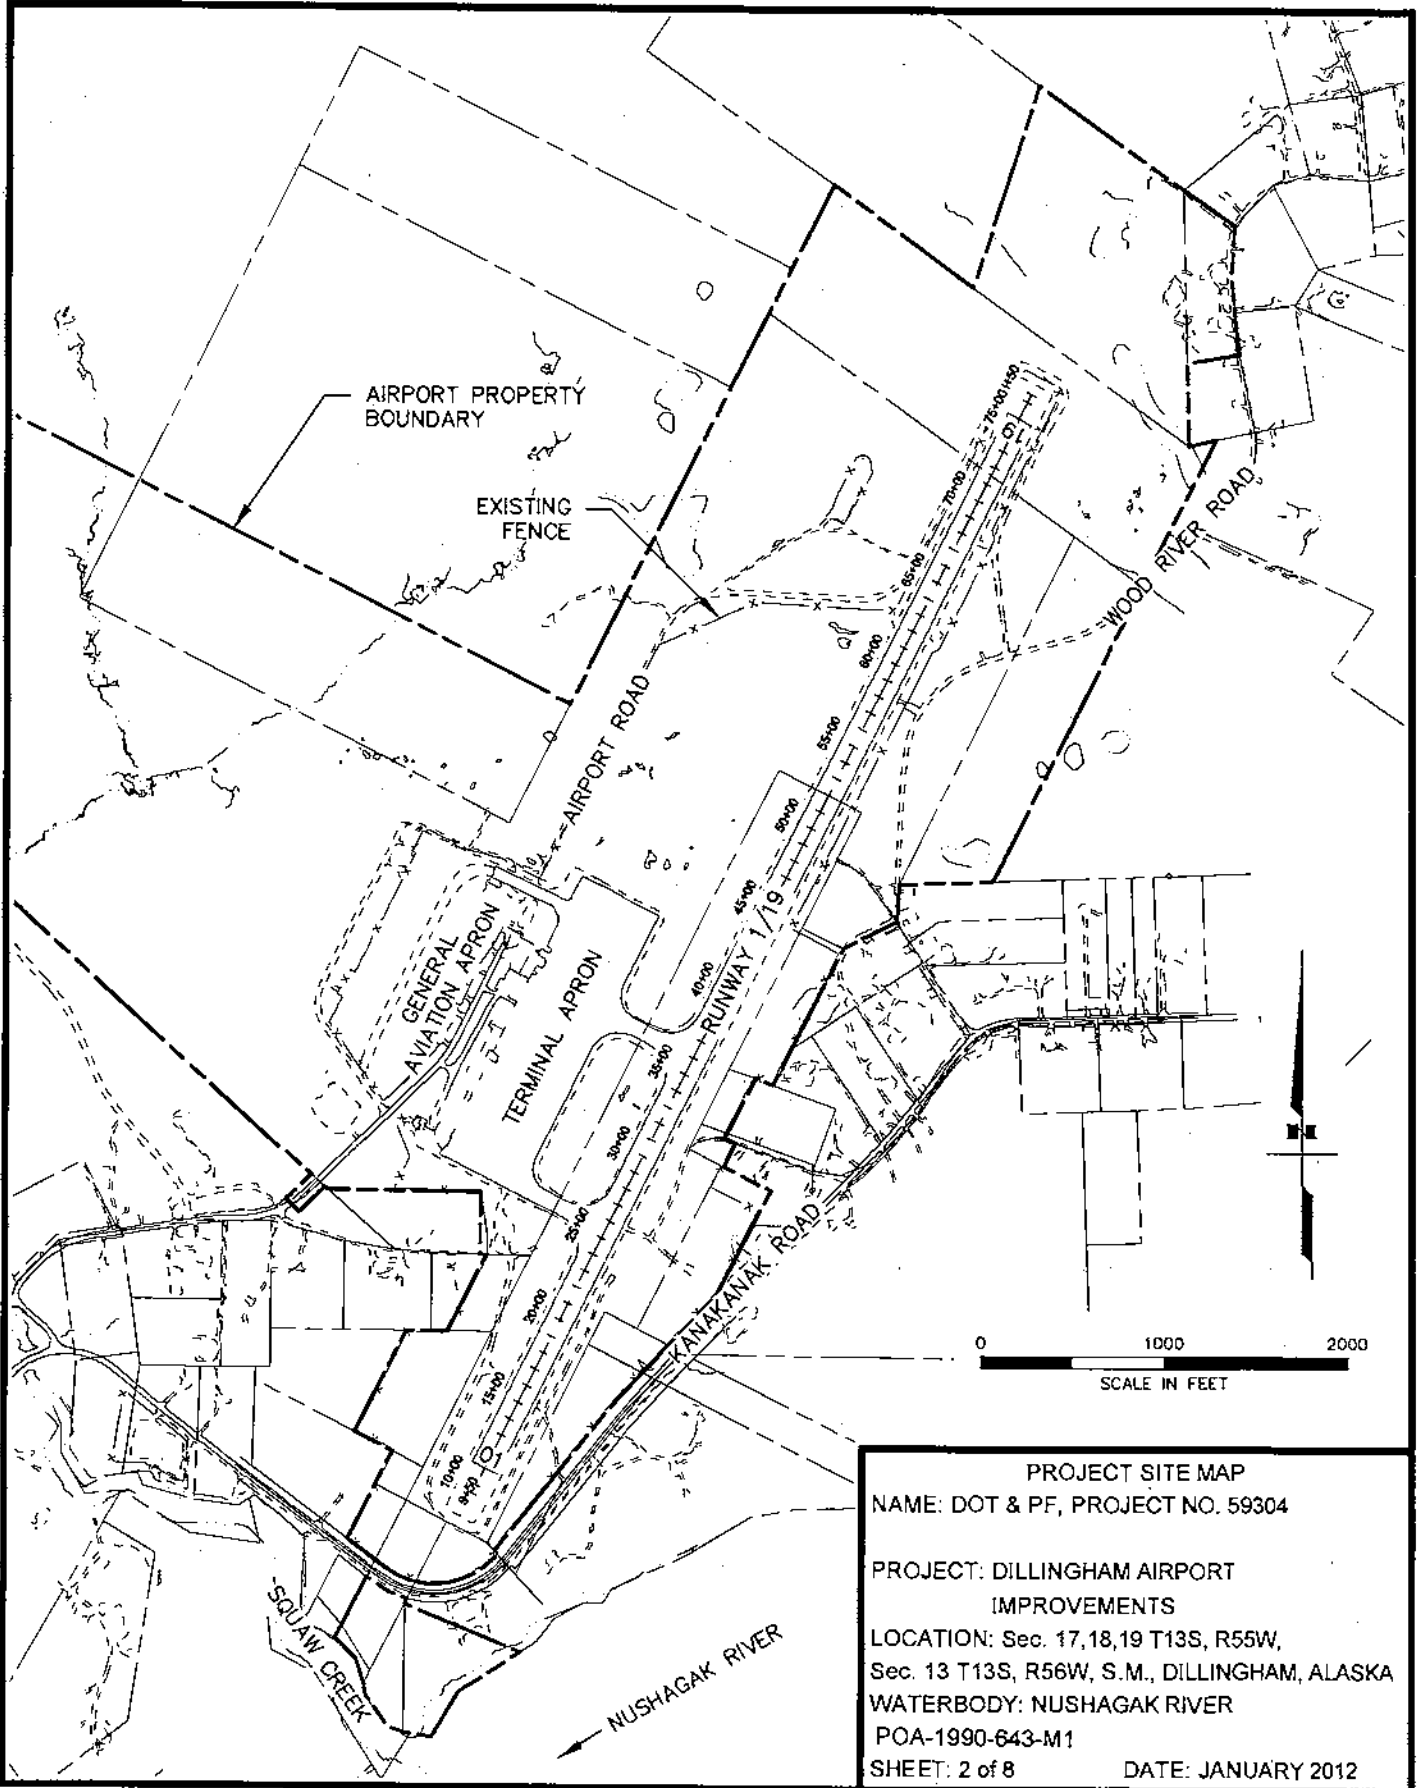 AIRPORT PROPERTY
BOUNDARY
EXISTING
FENCE
AIRPORT ROAD
WOOD RIVER ROAD
GENERAL
AVIATION APRON
TERMINAL APRON
RUNWAY 1/19
KANAKANAK ROAD
19
75+00
70+00
65+00
60+00
55+00
50+00
45+00
40+00
35+00
30+00
25+00
20+00
15+00
10+00
SQUAW CREEK
NUSHAGAK RIVER
0 1000 2000
SCALE IN FEET
PROJECT SITE MAP
NAME: DOT & PF, PROJECT NO. 59304
PROJECT: DILLINGHAM AIRPORT
IMPROVEMENTS
LOCATION: Sec. 17,18,19 T13S, R55W,
Sec. 13 T13S, R56W, S.M., DILLINGHAM, ALASKA
WATERBODY: NUSHAGAK RIVER
POA-1990-643-M1
SHEET: 2 of 8 DATE: JANUARY 2012